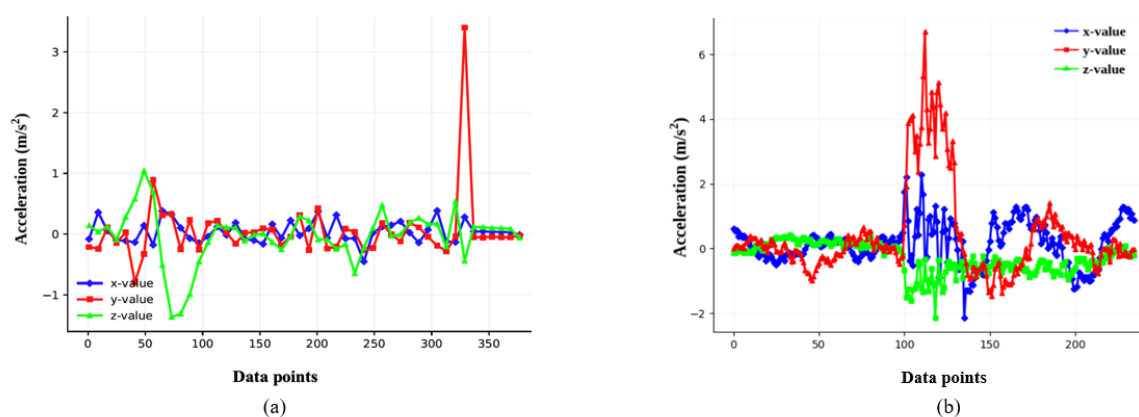 3
2
1
0
−1
Acceleration (m/s²)
x-value
y-value
z-value
0 50 100 150 200 250 300 350
Data points
(a)
6
4
2
0
−2
Acceleration (m/s²)
x-value
y-value
z-value
0 50 100 150 200
Data points
(b)